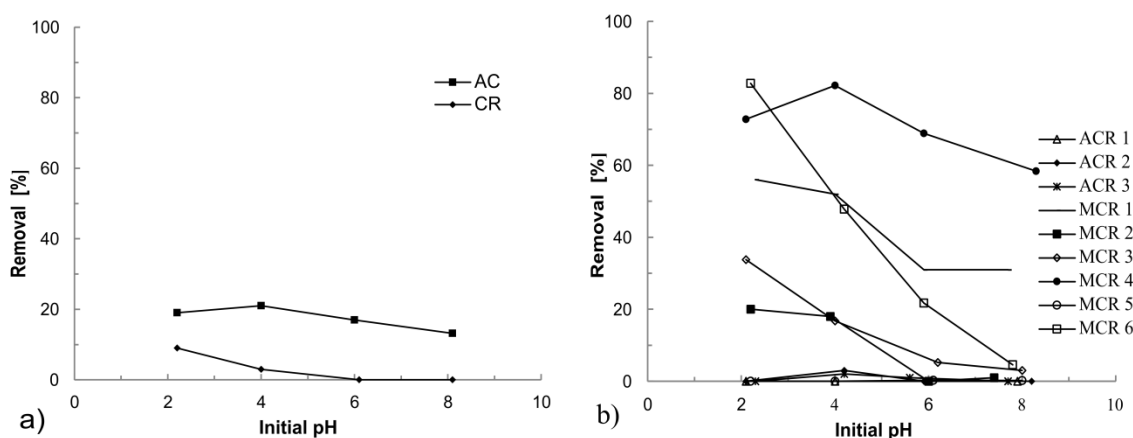 100
80
60
40
20
0
0 2 4 6 8 10
Removal [%]
Initial pH
AC
CR
a)
100
80
60
40
20
0
0 2 4 6 8 10
Removal [%]
Initial pH
ACR 1
ACR 2
ACR 3
MCR 1
MCR 2
MCR 3
MCR 4
MCR 5
MCR 6
b)